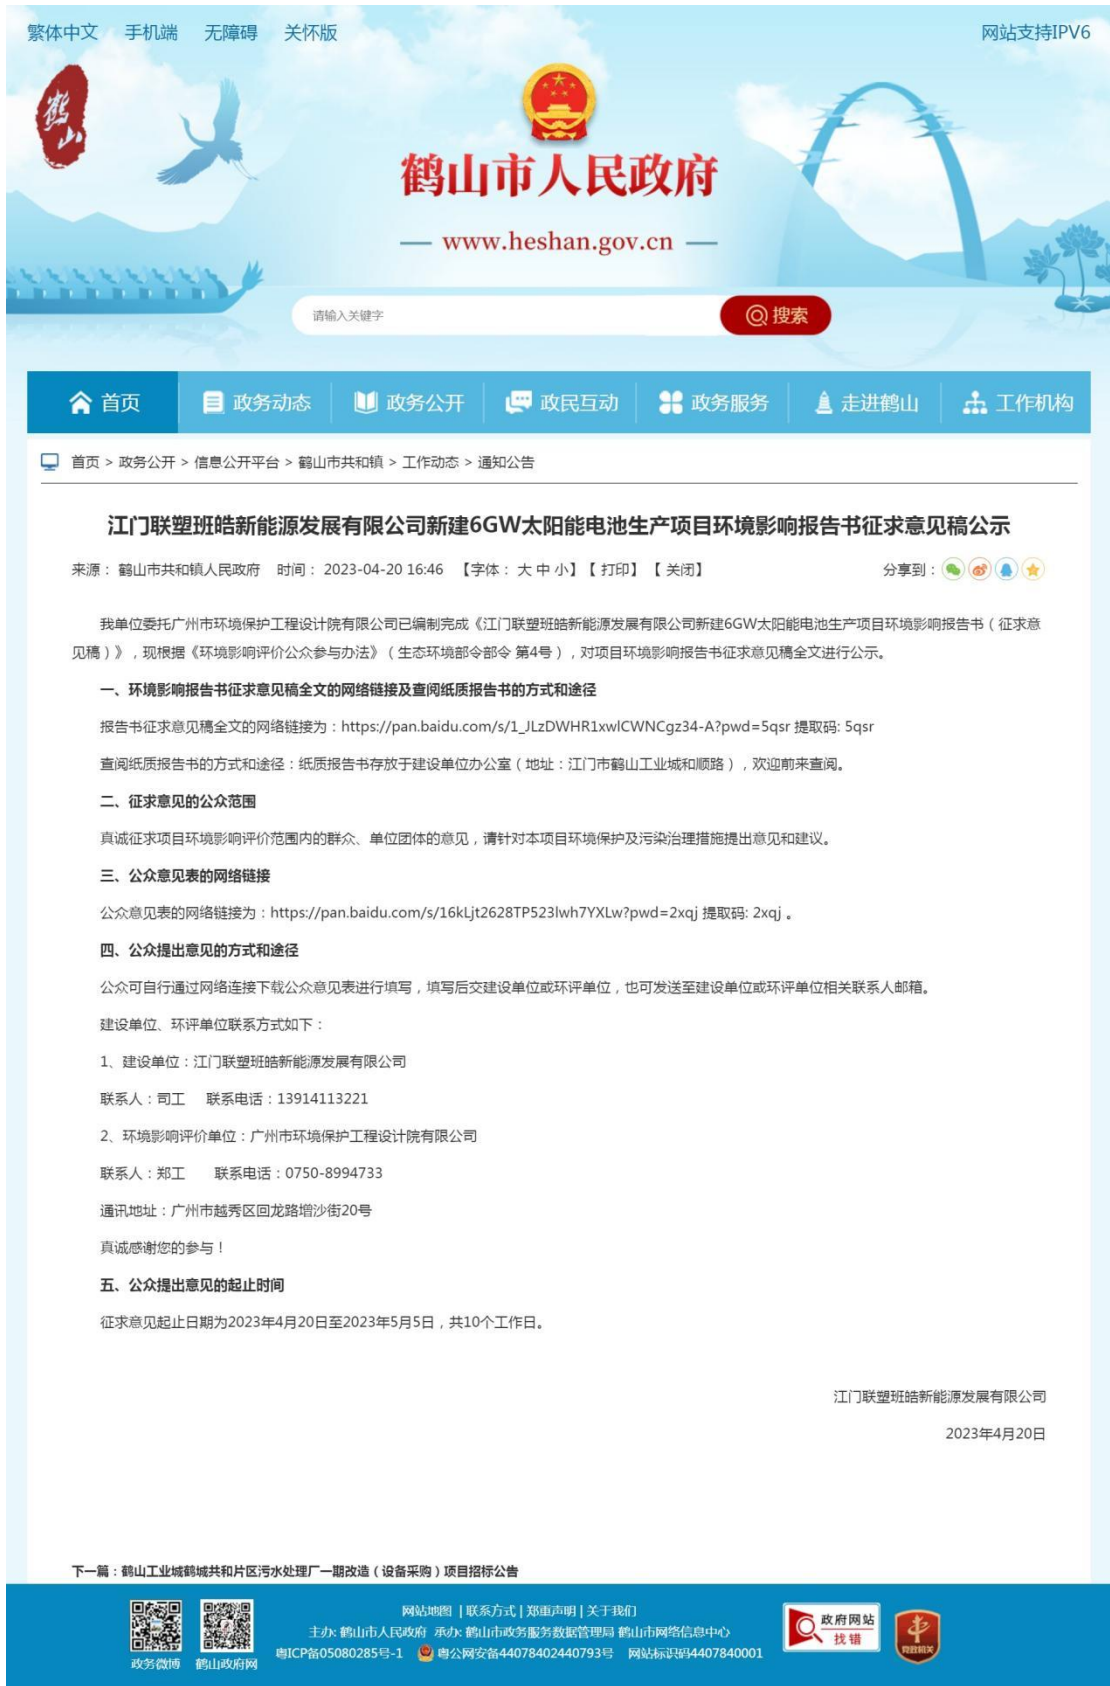 繁体中文 手机端 无障碍 关怀版 网站支持IPV6
鹤山
鹤山市人民政府
— www.heshan.gov.cn —
请输入关键字 搜索
首页 政务动态 政务公开 政民互动 政务服务 走进鹤山 工作机构
首页 > 政务公开 > 信息公开平台 > 鹤山市共和镇 > 工作动态 > 通知公告
江门联塑班皓新能源发展有限公司新建6GW太阳能电池生产项目环境影响报告书征求意见稿公示
来源： 鹤山市共和镇人民政府 时间： 2023-04-20 16:46 【字体： 大 中 小】 【 打印】 【 关闭】 分享到：
我单位委托广州市环境保护工程设计院有限公司已编制完成《江门联塑班皓新能源发展有限公司新建6GW太阳能电池生产项目环境影响报告书（征求意
见稿）》，现根据《环境影响评价公众参与办法》（生态环境部令部令 第4号），对项目环境影响报告书征求意见稿全文进行公示。
一、环境影响报告书征求意见稿全文的网络链接及查阅纸质报告书的方式和途径
报告书征求意见稿全文的网络链接为：https://pan.baidu.com/s/1_JLzDWHR1xwlCWNCgz34-A?pwd=5qsr 提取码: 5qsr
查阅纸质报告书的方式和途径：纸质报告书存放于建设单位办公室（地址：江门市鹤山工业城和顺路），欢迎前来查阅。
二、征求意见的公众范围
真诚征求项目环境影响评价范围内的群众、单位团体的意见，请针对本项目环境保护及污染治理措施提出意见和建议。
三、公众意见表的网络链接
公众意见表的网络链接为：https://pan.baidu.com/s/16kLjt2628TP523lwh7YXLw?pwd=2xqj 提取码: 2xqj 。
四、公众提出意见的方式和途径
公众可自行通过网络连接下载公众意见表进行填写，填写后交建设单位或环评单位，也可发送至建设单位或环评单位相关联系人邮箱。
建设单位、环评单位联系方式如下：
1、建设单位：江门联塑班皓新能源发展有限公司
联系人：司工 联系电话：13914113221
2、环境影响评价单位：广州市环境保护工程设计院有限公司
联系人：郑工 联系电话：0750-8994733
通讯地址：广州市越秀区回龙路增沙街20号
真诚感谢您的参与！
五、公众提出意见的起止时间
征求意见起止日期为2023年4月20日至2023年5月5日，共10个工作日。
江门联塑班皓新能源发展有限公司
2023年4月20日
下一篇：鹤山工业城鹤城共和片区污水处理厂一期改造（设备采购）项目招标公告
网站地图 | 联系方式 | 郑重声明 | 关于我们
主办: 鹤山市人民政府 承办: 鹤山市政务服务数据管理局 鹤山市网络信息中心
粤ICP备05080285号-1 粤公网安备44078402440793号 网站标识码4407840001
政务微博 鹤山政府网
政府网站
找错
党政机关